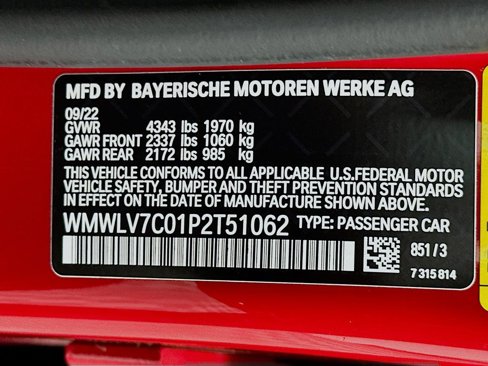 MFD BY BAYERISCHE MOTOREN WERKE AG
09/22
GVWR 4343 lbs 1970 kg
GAWR FRONT 2337 lbs 1060 kg
GAWR REAR 2172 lbs 985 kg
THIS VEHICLE CONFORMS TO ALL APPLICABLE U.S.FEDERAL MOTOR
VEHICLE SAFETY, BUMPER AND THEFT PREVENTION STANDARDS
IN EFFECT ON THE DATE OF MANUFACTURE SHOWN ABOVE.
WMWLV7C01P2T51062 TYPE: PASSENGER CAR
851/3
7 315 814